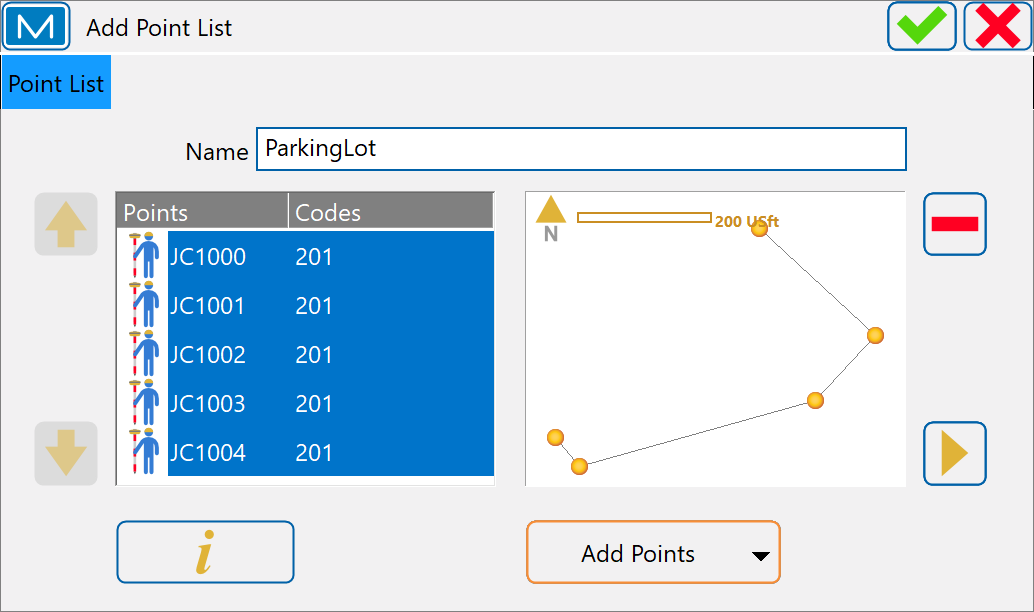 M Add Point List
Point List
Name ParkingLot
Points Codes
JC1000 201
JC1001 201
JC1002 201
JC1003 201
JC1004 201
200 USft
N
i
Add Points